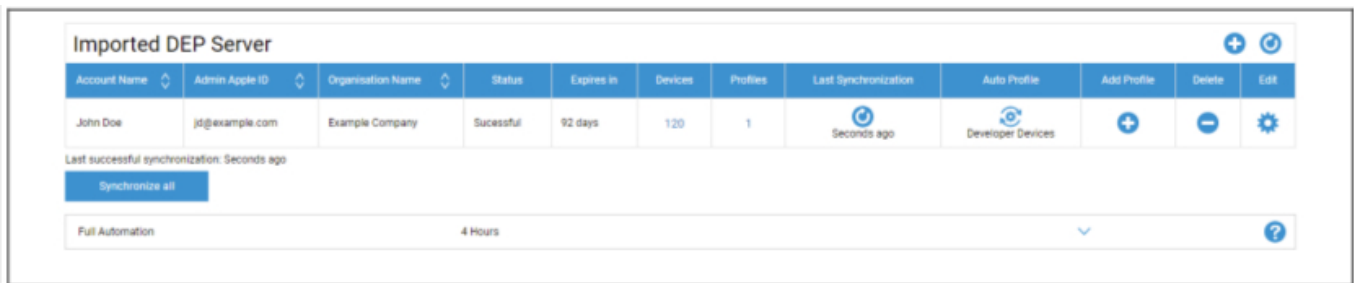 Imported DEP Server
Account Name Admin Apple ID Organisation Name Status Expires in Devices Profiles Last Synchronization Auto Profile Add Profile Delete Edit
John Doe jd@example.com Example Company Sucessful 92 days 120 1 Seconds ago Developer Devices
Last successful synchronization: Seconds ago
Synchronize all
Full Automation 4 Hours